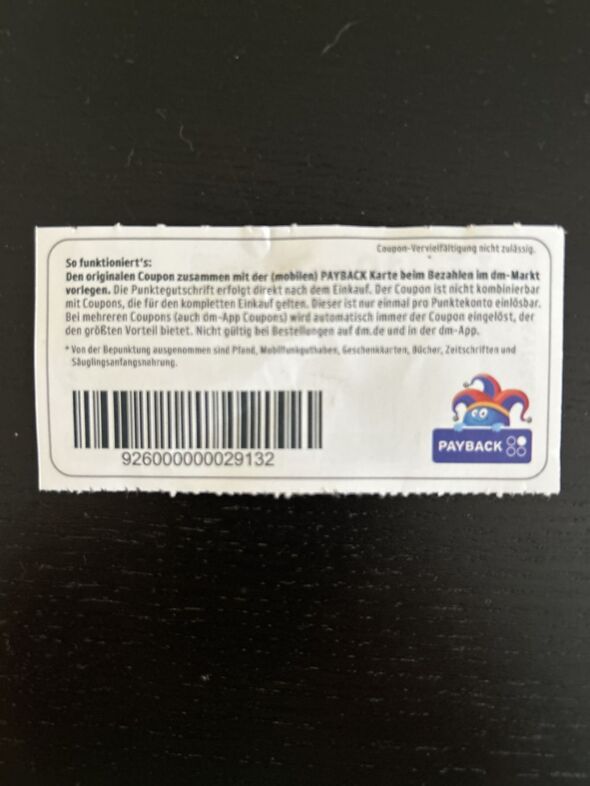 Coupon-Vervielfältigung nicht zulässig.
So funktioniert's:
Den originalen Coupon zusammen mit der (mobilen) PAYBACK Karte beim Bezahlen im dm-Markt
vorlegen. Die Punktegutschrift erfolgt direkt nach dem Einkauf. Der Coupon ist nicht kombinierbar
mit Coupons, die für den kompletten Einkauf gelten. Dieser ist nur einmal pro Punktekonto einlösbar.
Bei mehreren Coupons (auch dm-App Coupons) wird automatisch immer der Coupon eingelöst, der
den größten Vorteil bietet. Nicht gültig bei Bestellungen auf dm.de und in der dm-App.
* Von der Bepunktung ausgenommen sind Pfand, Mobilfunkguthaben, Geschenkkarten, Bücher, Zeitschriften und
Säuglingsanfangsnahrung.
926000000029132
PAYBACK